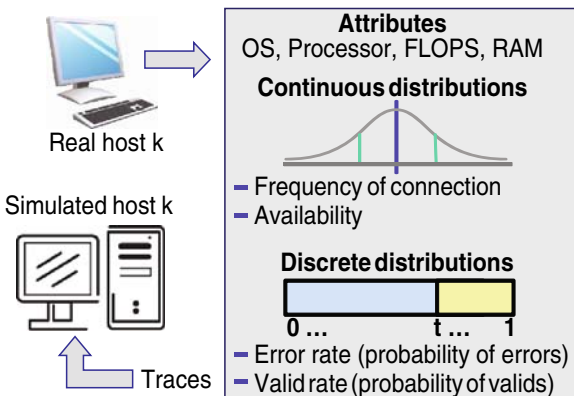 Real host k
Simulated host k
Traces
Attributes
OS, Processor, FLOPS, RAM
Continuous distributions
– Frequency of connection
– Availability
Discrete distributions
0 ... t ... 1
– Error rate (probability of errors)
– Valid rate (probability of valids)